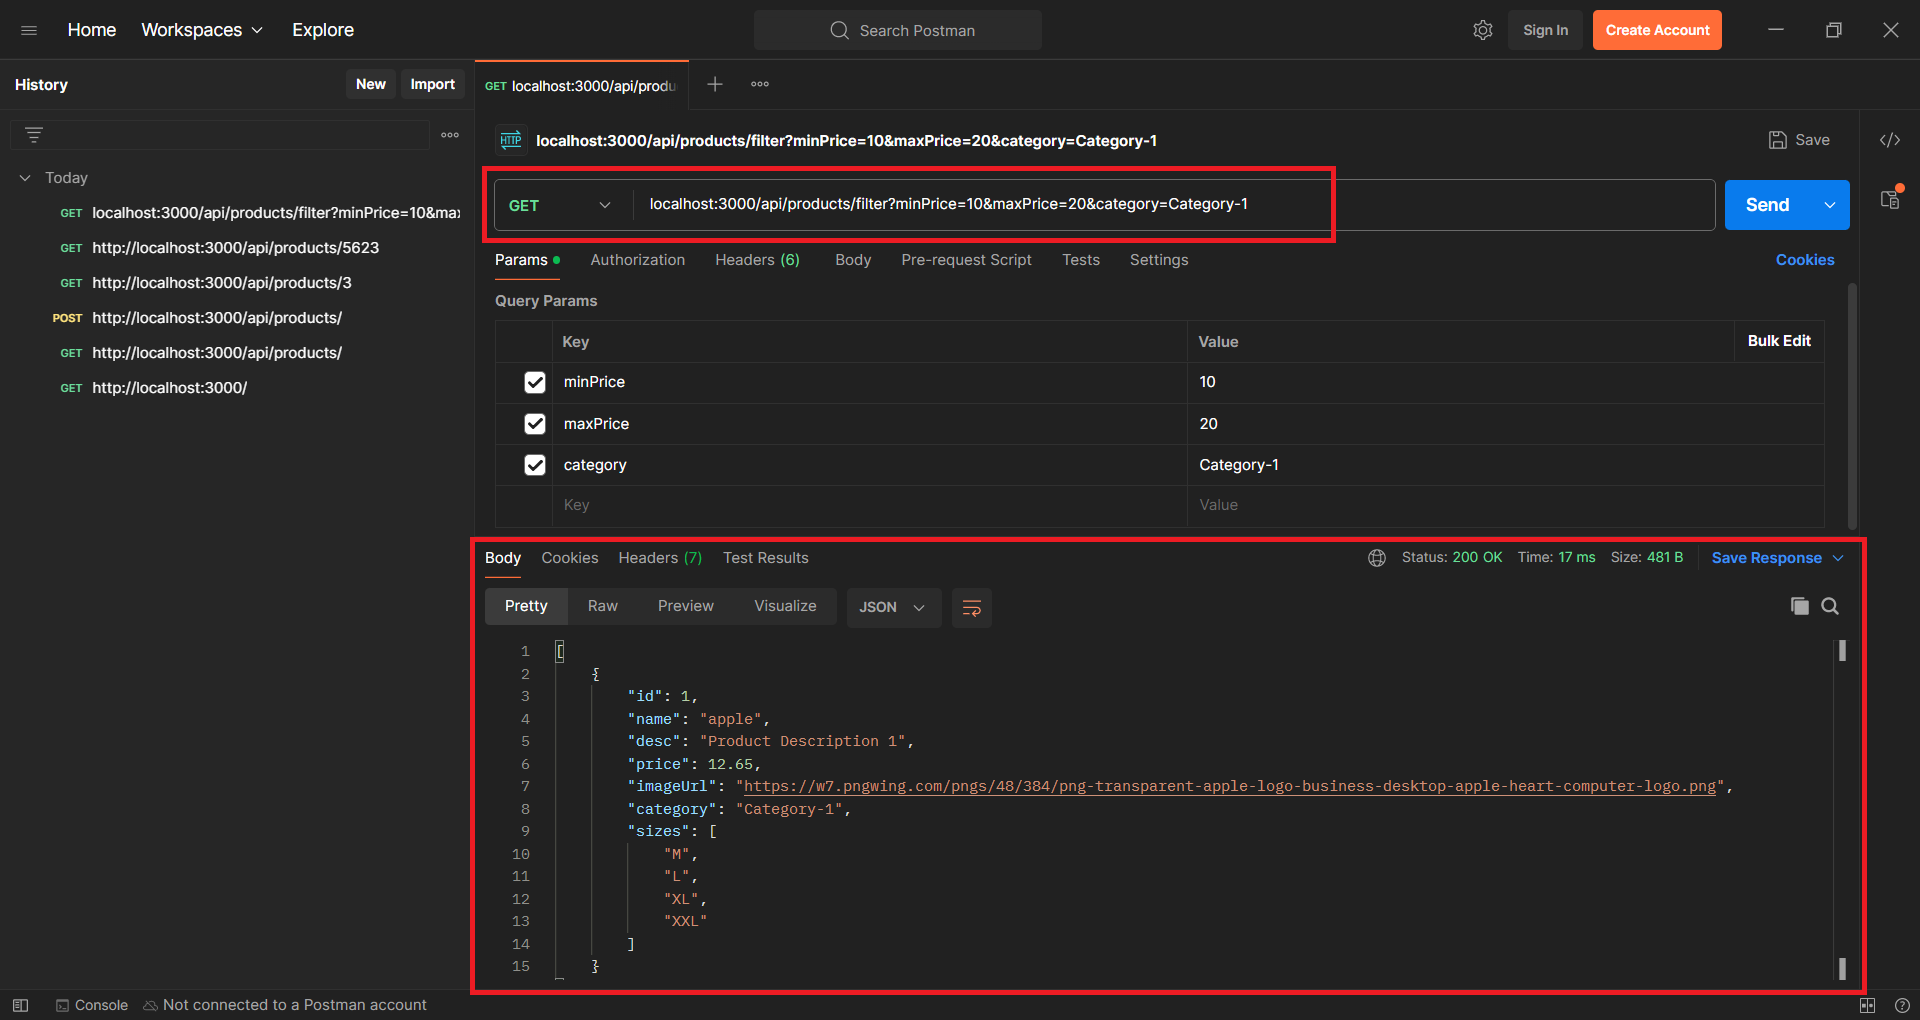 Home Workspaces Explore Search Postman Sign In Create Account
History New Import
GET localhost:3000/api/produ
HTTP localhost:3000/api/products/filter?minPrice=10&maxPrice=20&category=Category-1 Save </>
Today
GET localhost:3000/api/products/filter?minPrice=10&max
GET http://localhost:3000/api/products/5623
GET http://localhost:3000/api/products/3
POST http://localhost:3000/api/products/
GET http://localhost:3000/api/products/
GET http://localhost:3000/
GET localhost:3000/api/products/filter?minPrice=10&maxPrice=20&category=Category-1 Send
Params Authorization Headers (6) Body Pre-request Script Tests Settings Cookies
Query Params
Key Value Bulk Edit
minPrice 10
maxPrice 20
category Category-1
Key Value
Body Cookies Headers (7) Test Results Status: 200 OK Time: 17 ms Size: 481 B Save Response
Pretty Raw Preview Visualize JSON
1 [
2 {
3 "id": 1,
4 "name": "apple",
5 "desc": "Product Description 1",
6 "price": 12.65,
7 "imageUrl": "https://w7.pngwing.com/pngs/48/384/png-transparent-apple-logo-business-desktop-apple-heart-computer-logo.png",
8 "category": "Category-1",
9 "sizes": [
10 "M",
11 "L",
12 "XL",
13 "XXL"
14 ]
15 }
Console Not connected to a Postman account